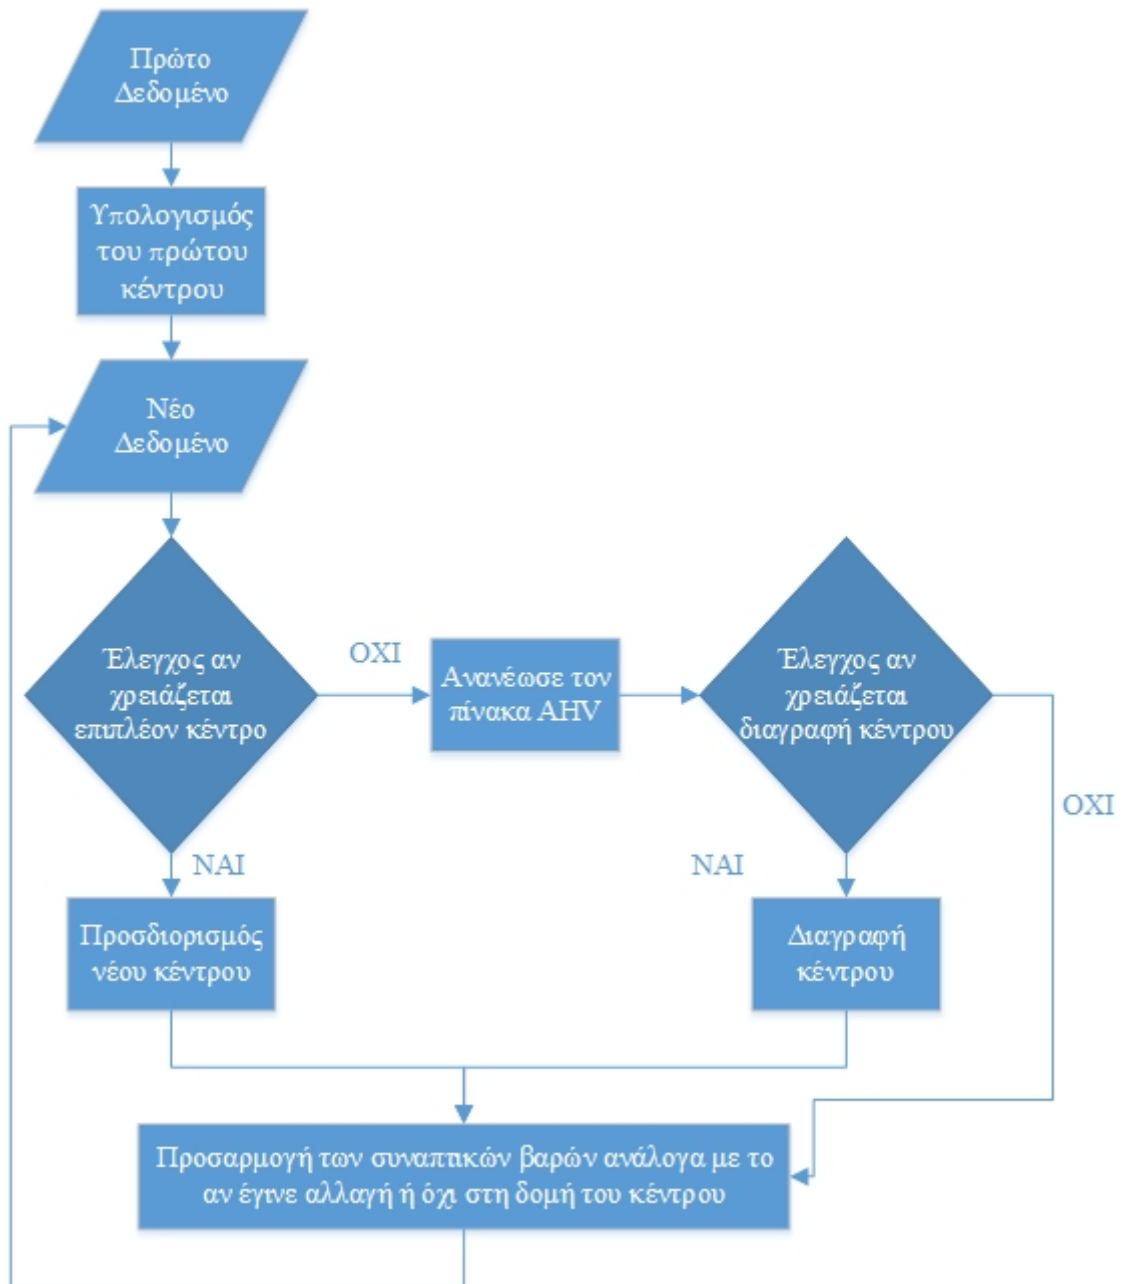 Πρώτο
Δεδομένο
Υπολογισμός
του πρώτου
κέντρου
Νέο
Δεδομένο
Έλεγχος αν
χρειάζεται
επιπλέον κέντρο
ΟΧΙ
Ανανέωσε τον
πίνακα AHV
Έλεγχος αν
χρειάζεται
διαγραφή κέντρου
ΟΧΙ
ΝΑΙ
ΝΑΙ
Προσδιορισμός
νέου κέντρου
Διαγραφή
κέντρου
Προσαρμογή των συναπτικών βαρών ανάλογα με το
αν έγινε αλλαγή ή όχι στη δομή του κέντρου